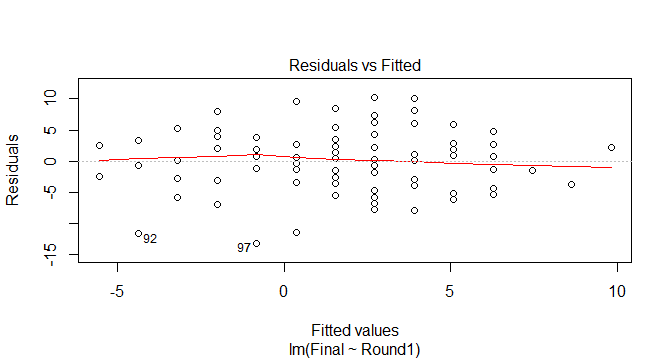 Residuals vs Fitted
Residuals
10
5
0
-5
-15
92
97
-5
0
5
10
Fitted values
lm(Final ~ Round1)